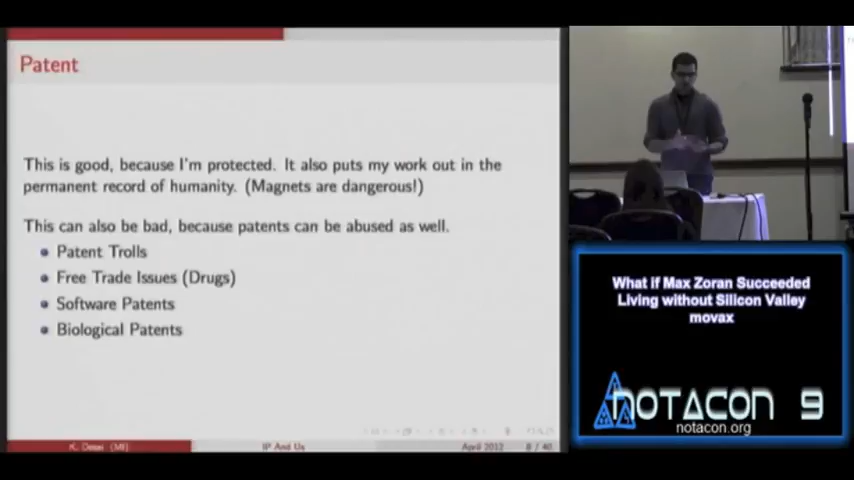 Patent
This is good, because I'm protected. It also puts my work out in the
permanent record of humanity. (Magnets are dangerous!)
This can also be bad, because patents can be abused as well.
Patent Trolls
Free Trade Issues (Drugs)
Software Patents
Biological Patents
IP And Us
April 2012
8 / 40
What if Max Zoran Succeeded
Living without Silicon Valley
movax
NOTACON 9
notacon.org